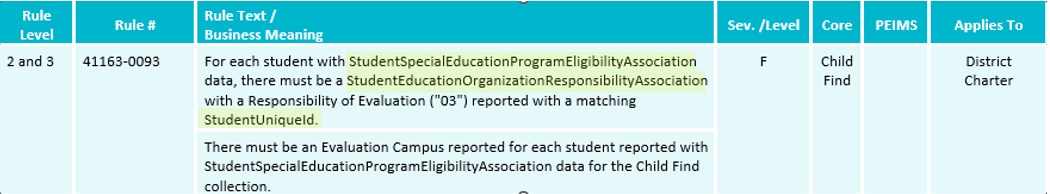 Rule Level
Rule #
Rule Text /
Business Meaning
Sev. /Level
Core
PEIMS
Applies To
2 and 3
41163-0093
For each student with StudentSpecialEducationProgramEligibilityAssociation
data, there must be a StudentEducationOrganizationResponsibilityAssociation
with a Responsibility of Evaluation ("03") reported with a matching
StudentUniqueId.
F
Child
Find
District
Charter
There must be an Evaluation Campus reported for each student reported with
StudentSpecialEducationProgramEligibilityAssociation data for the Child Find
collection.